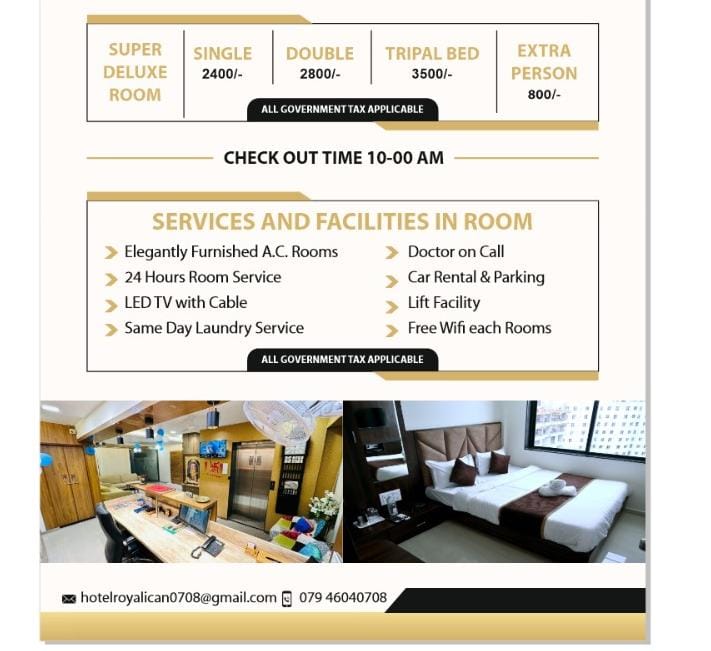 SUPER
DELUXE
ROOM
SINGLE
2400/-
DOUBLE
2800/-
TRIPAL BED
3500/-
EXTRA
PERSON
800/-
ALL GOVERNMENT TAX APPLICABLE
CHECK OUT TIME 10-00 AM
SERVICES AND FACILITIES IN ROOM
Elegantly Furnished A.C. Rooms
24 Hours Room Service
LED TV with Cable
Same Day Laundry Service
Doctor on Call
Car Rental & Parking
Lift Facility
Free Wifi each Rooms
ALL GOVERNMENT TAX APPLICABLE
hotelroyalican0708@gmail.com 079 46040708